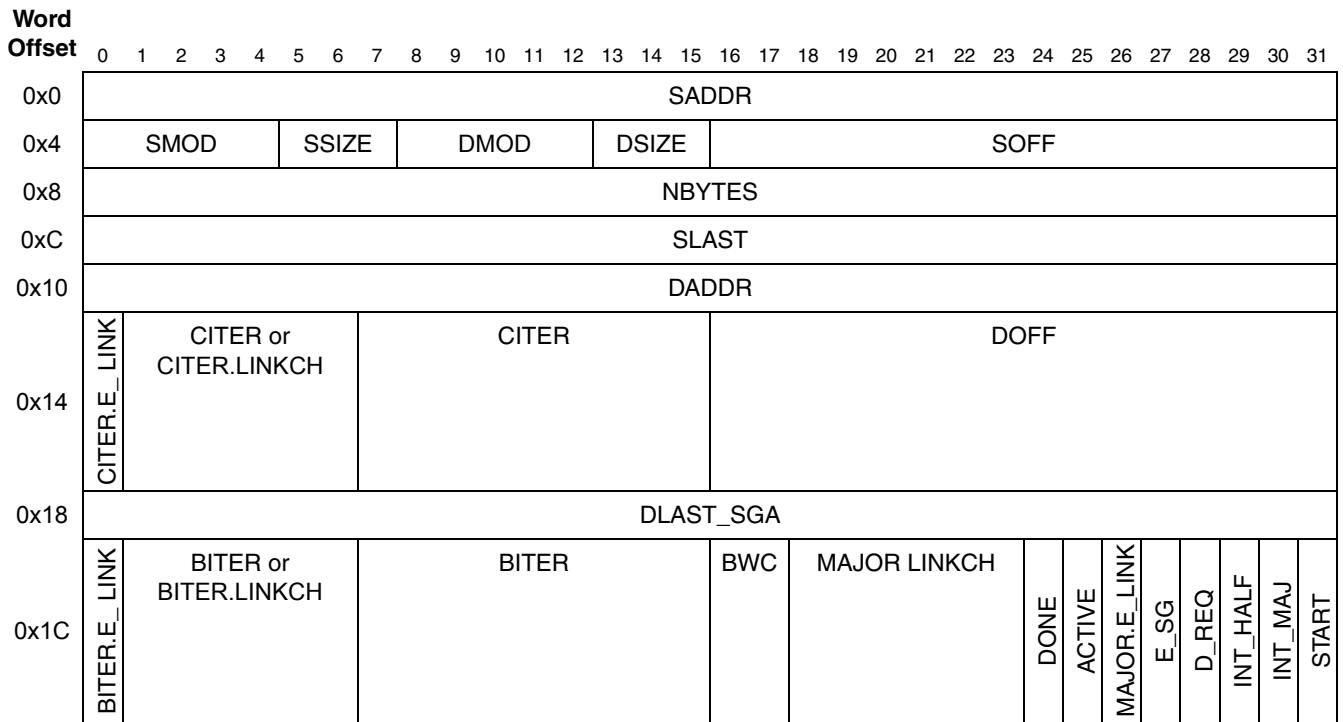 Word
Offset 0 1 2 3 4 5 6 7 8 9 10 11 12 13 14 15 16 17 18 19 20 21 22 23 24 25 26 27 28 29 30 31
0x0 SADDR
0x4 SMOD SSIZE DMOD DSIZE SOFF
0x8 NBYTES
0xC SLAST
0x10 DADDR
0x14 CITER.E_ LINK CITER or CITER DOFF
CITER.LINKCH
0x18 DLAST_SGA
0x1C BITER.E_ LINK BITER or BITER BWC MAJOR LINKCH DONE ACTIVE MAJOR.E_LINK E_SG D_REQ INT_HALF INT_MAJ START
BITER.LINKCH